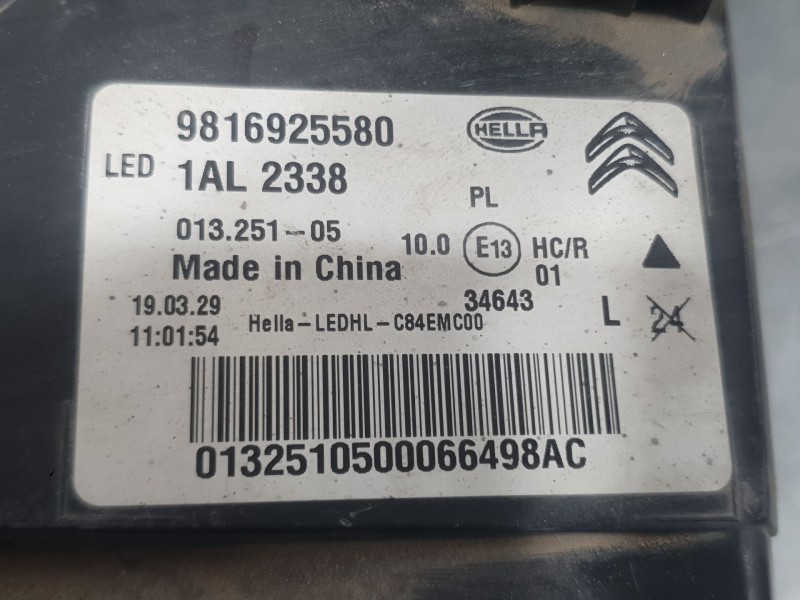 9816925580
HELLA
LED 1AL 2338
PL
013.251-05 10.0 E13 HC/R
01
Made in China
34643
19.03.29
11:01:54
Hella-LEDHL-C84EMC00
L 24
0132510500066498AC